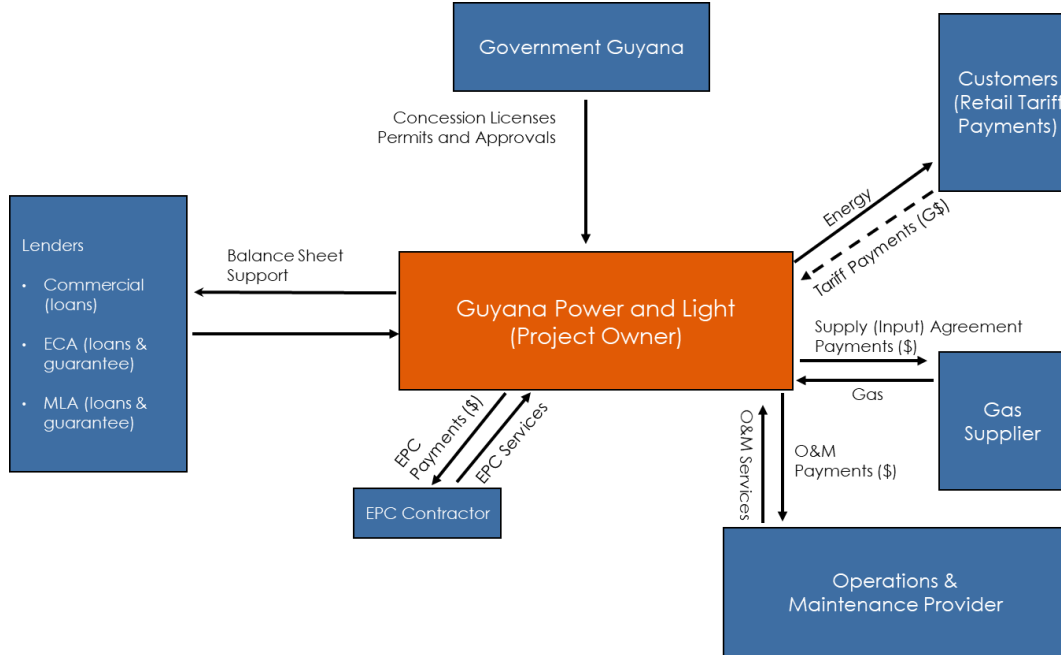 Government Guyana
Concession Licenses
Permits and Approvals
Customers
(Retail Tariff
Payments)
Energy
Tariff Payments (G$)
Lenders
• Commercial
(loans)
• ECA (loans &
guarantee)
• MLA (loans &
guarantee)
Balance Sheet
Support
Guyana Power and Light
(Project Owner)
Supply (Input) Agreement
Payments ($)
Gas
Gas
Supplier
EPC
Payments ($)
EPC Services
EPC Contractor
O&M Services
O&M
Payments ($)
Operations &
Maintenance Provider